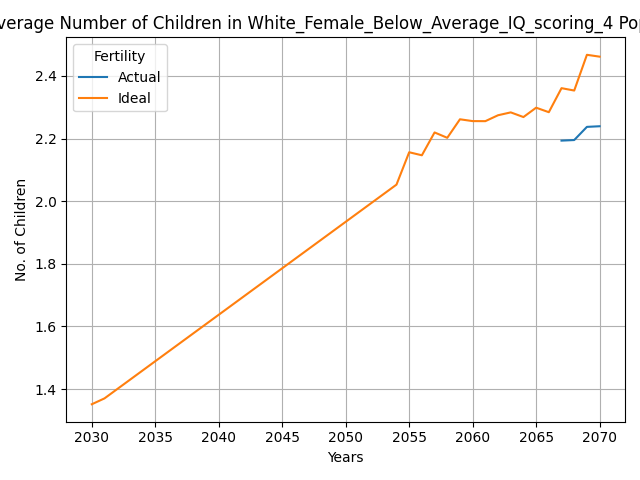 verage Number of Children in White_Female_Below_Average_IQ_scoring_4 Pop
Fertility
Actual
Ideal
No. of Children
2.4
2.2
2.0
1.8
1.6
1.4
2030 2035 2040 2045 2050 2055 2060 2065 2070
Years